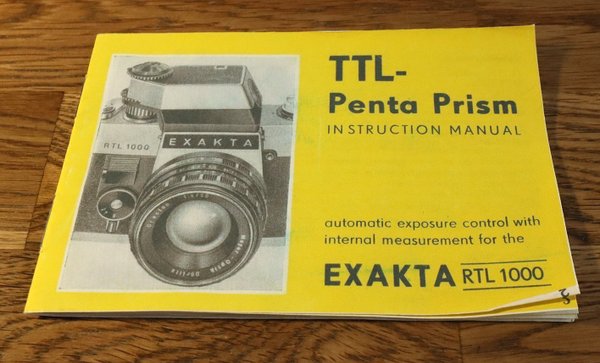 TTL-
Penta Prism
INSTRUCTION MANUAL
RTL 1000
EXAKTA
automatic exposure control with
internal measurement for the
EXAKTA RTL 1000